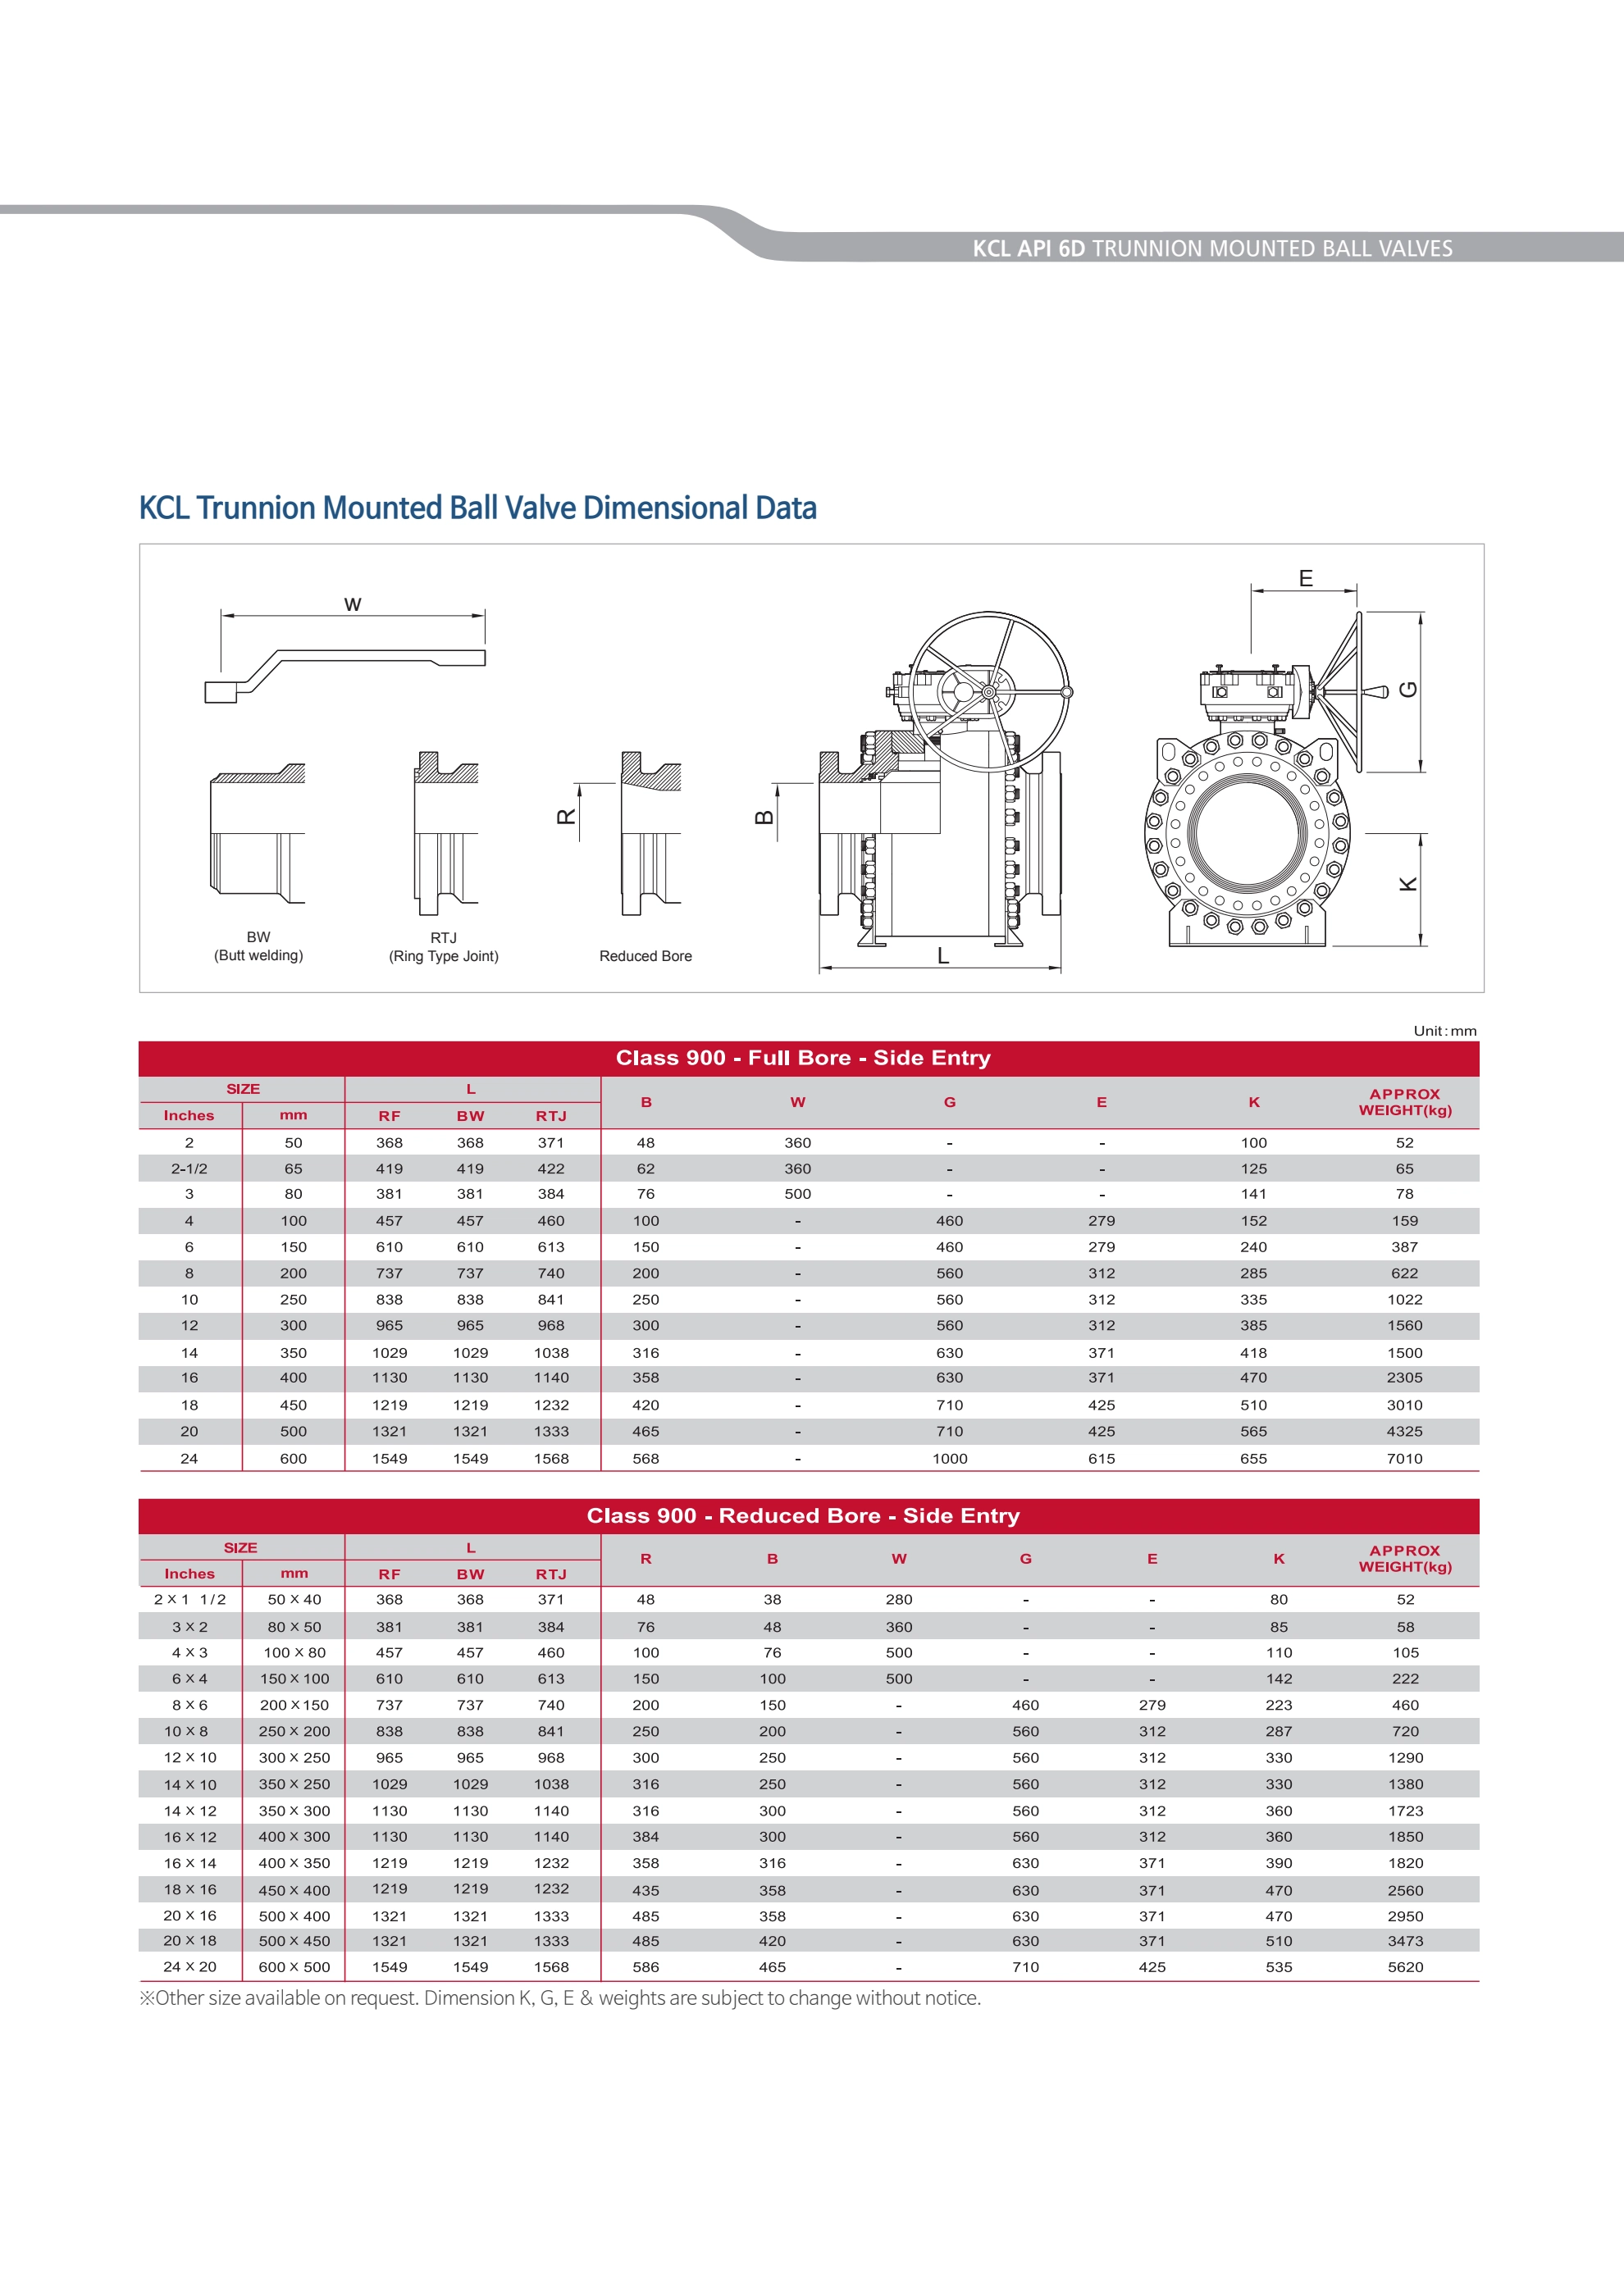 KCL API 6D TRUNNION MOUNTED BALL VALVES
KCL Trunnion Mounted Ball Valve Dimensional Data
W
E
G
R
B
K
L
BW
(Butt welding)
RTJ
(Ring Type Joint)
Reduced Bore
Unit : mm
Class 900 - Full Bore - Side Entry
SIZE L B W G E K APPROX WEIGHT(kg)
Inches mm RF BW RTJ
2 50 368 368 371 48 360 - - 100 52
2-1/2 65 419 419 422 62 360 - - 125 65
3 80 381 381 384 76 500 - - 141 78
4 100 457 457 460 100 - 460 279 152 159
6 150 610 610 613 150 - 460 279 240 387
8 200 737 737 740 200 - 560 312 285 622
10 250 838 838 841 250 - 560 312 335 1022
12 300 965 965 968 300 - 560 312 385 1560
14 350 1029 1029 1038 316 - 630 371 418 1500
16 400 1130 1130 1140 358 - 630 371 470 2305
18 450 1219 1219 1232 420 - 710 425 510 3010
20 500 1321 1321 1333 465 - 710 425 565 4325
24 600 1549 1549 1568 568 - 1000 615 655 7010
Class 900 - Reduced Bore - Side Entry
SIZE L R B W G E K APPROX WEIGHT(kg)
Inches mm RF BW RTJ
2 X 1 1/2 50 X 40 368 368 371 48 38 280 - - 80 52
3 X 2 80 X 50 381 381 384 76 48 360 - - 85 58
4 X 3 100 X 80 457 457 460 100 76 500 - - 110 105
6 X 4 150 X 100 610 610 613 150 100 500 - - 142 222
8 X 6 200 X 150 737 737 740 200 150 - 460 279 223 460
10 X 8 250 X 200 838 838 841 250 200 - 560 312 287 720
12 X 10 300 X 250 965 965 968 300 250 - 560 312 330 1290
14 X 10 350 X 250 1029 1029 1038 316 250 - 560 312 330 1380
14 X 12 350 X 300 1130 1130 1140 316 300 - 560 312 360 1723
16 X 12 400 X 300 1130 1130 1140 384 300 - 560 312 360 1850
16 X 14 400 X 350 1219 1219 1232 358 316 - 630 371 390 1820
18 X 16 450 X 400 1219 1219 1232 435 358 - 630 371 470 2560
20 X 16 500 X 400 1321 1321 1333 485 358 - 630 371 470 2950
20 X 18 500 X 450 1321 1321 1333 485 420 - 630 371 510 3473
24 X 20 600 X 500 1549 1549 1568 586 465 - 710 425 535 5620
※Other size available on request. Dimension K, G, E & weights are subject to change without notice.